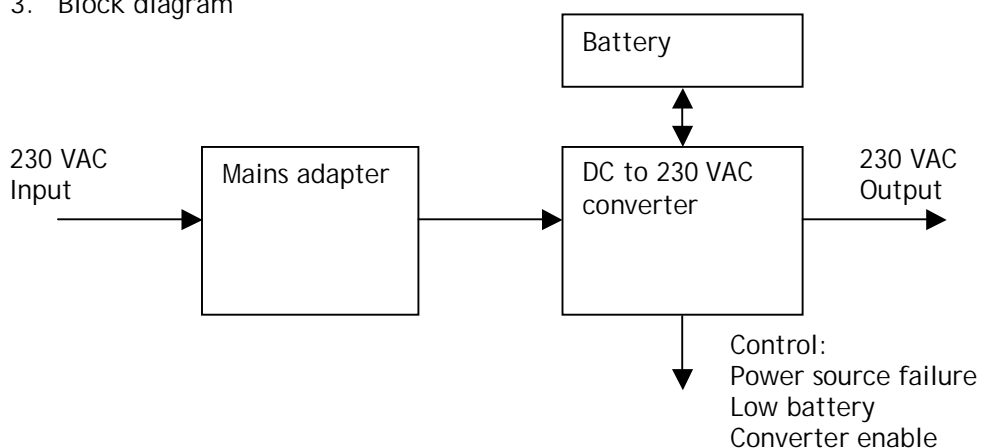 3. Block diagram
Battery
230 VAC
Input
Mains adapter
DC to 230 VAC
converter
230 VAC
Output
Control:
Power source failure
Low battery
Converter enable